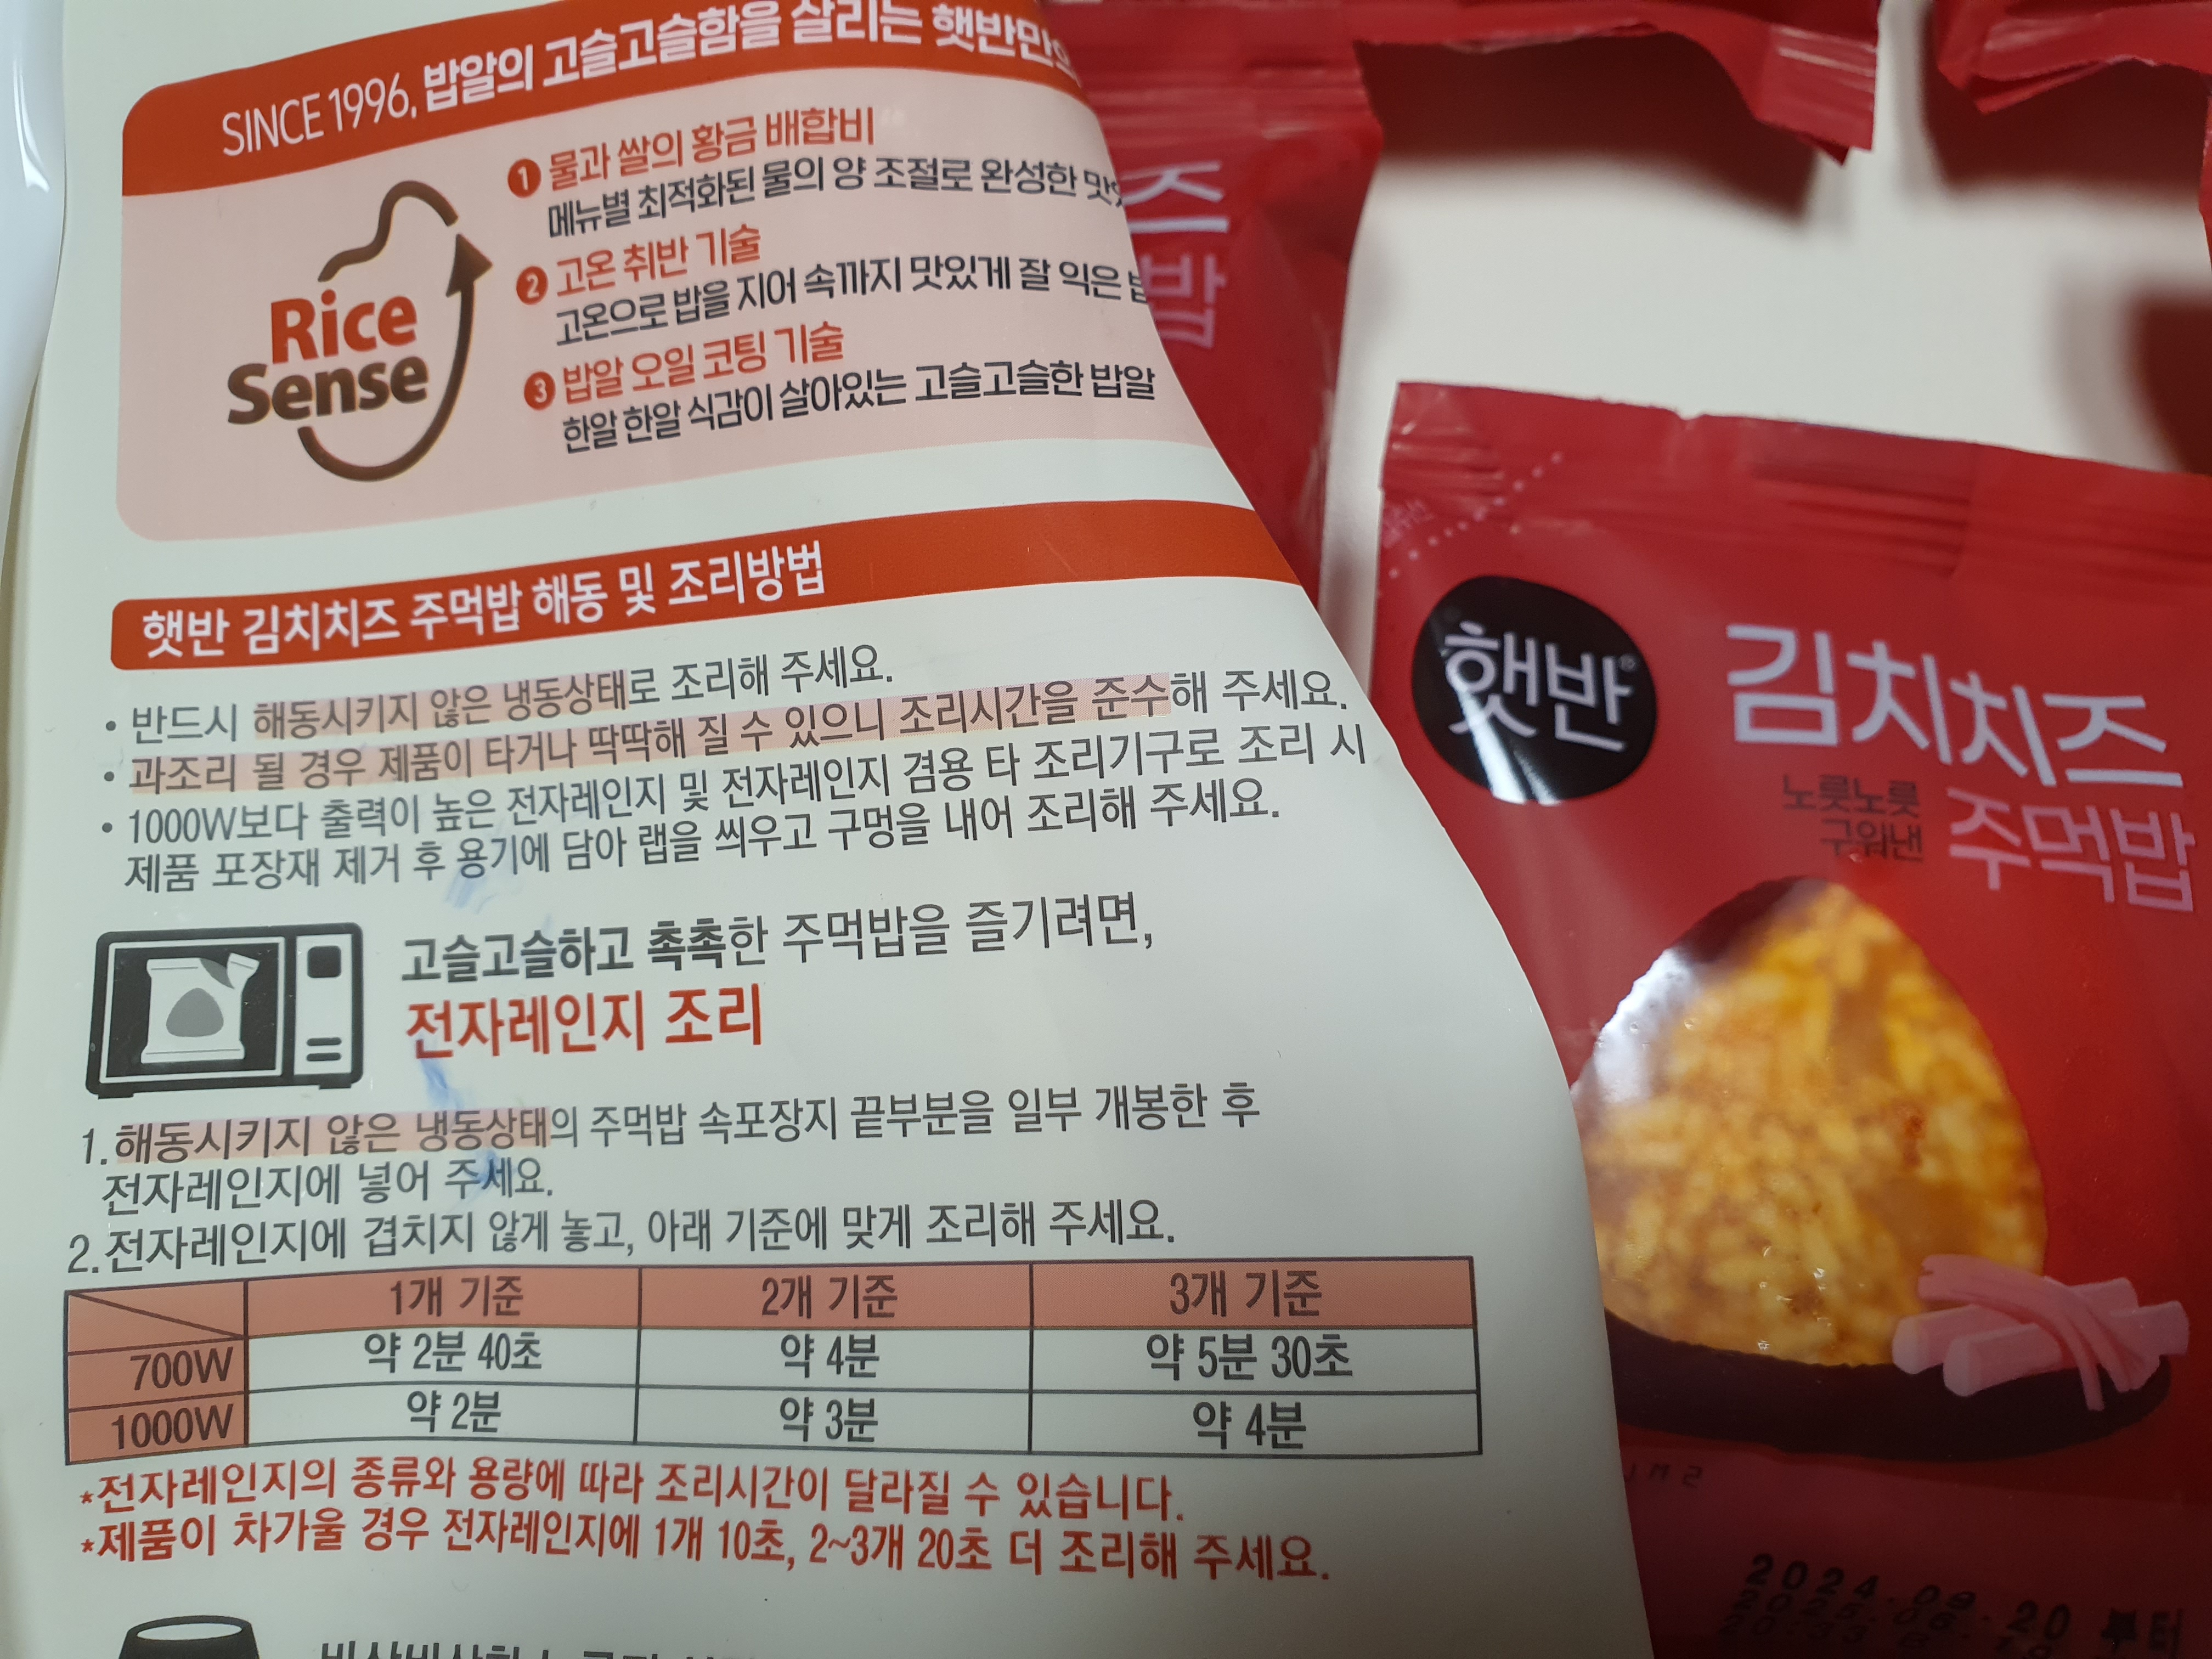 SINCE 1996, 밥알의 고슬고슬함을 살리는 햇반만의
Rice
Sense
1 물과 쌀의 황금 배합비
메뉴별 최적화된 물의 양 조절로 완성한
2 고온 취반 기술
고온으로 밥을 지어 속까지 맛있게 잘 익은
3 밥알 오일 코팅 기술
한알 한알 식감이 살아있는 고슬고슬한 밥알
햇반 김치치즈 주먹밥 해동 및 조리방법
• 반드시 해동시키지 않은 냉동상태로 조리해 주세요.
• 과조리 될 경우 제품이 타거나 딱딱해 질 수 있으니 조리시간을 준수해 주세요.
• 1000W보다 출력이 높은 전자레인지 및 전자레인지 겸용 타 조리기구로 조리 시
제품 포장재 제거 후 용기에 담아 랩을 씌우고 구멍을 내어 조리해 주세요.
고슬고슬하고 촉촉한 주먹밥을 즐기려면,
전자레인지 조리
1.해동시키지 않은 냉동상태의 주먹밥 속포장지 끝부분을 일부 개봉한 후
전자레인지에 넣어 주세요.
2.전자레인지에 겹치지 않게 놓고, 아래 기준에 맞게 조리해 주세요.
1개 기준 2개 기준 3개 기준
700W 약 2분 40초 약 4분 약 5분 30초
1000W 약 2분 약 3분 약 4분
*전자레인지의 종류와 용량에 따라 조리시간이 달라질 수 있습니다.
*제품이 차가울 경우 전자레인지에 1개 10초, 2~3개 20초 더 조리해 주세요.
즈
밥
햇반
김치치즈
노릇노릇
구워낸
주먹밥
2024.09.20 부터